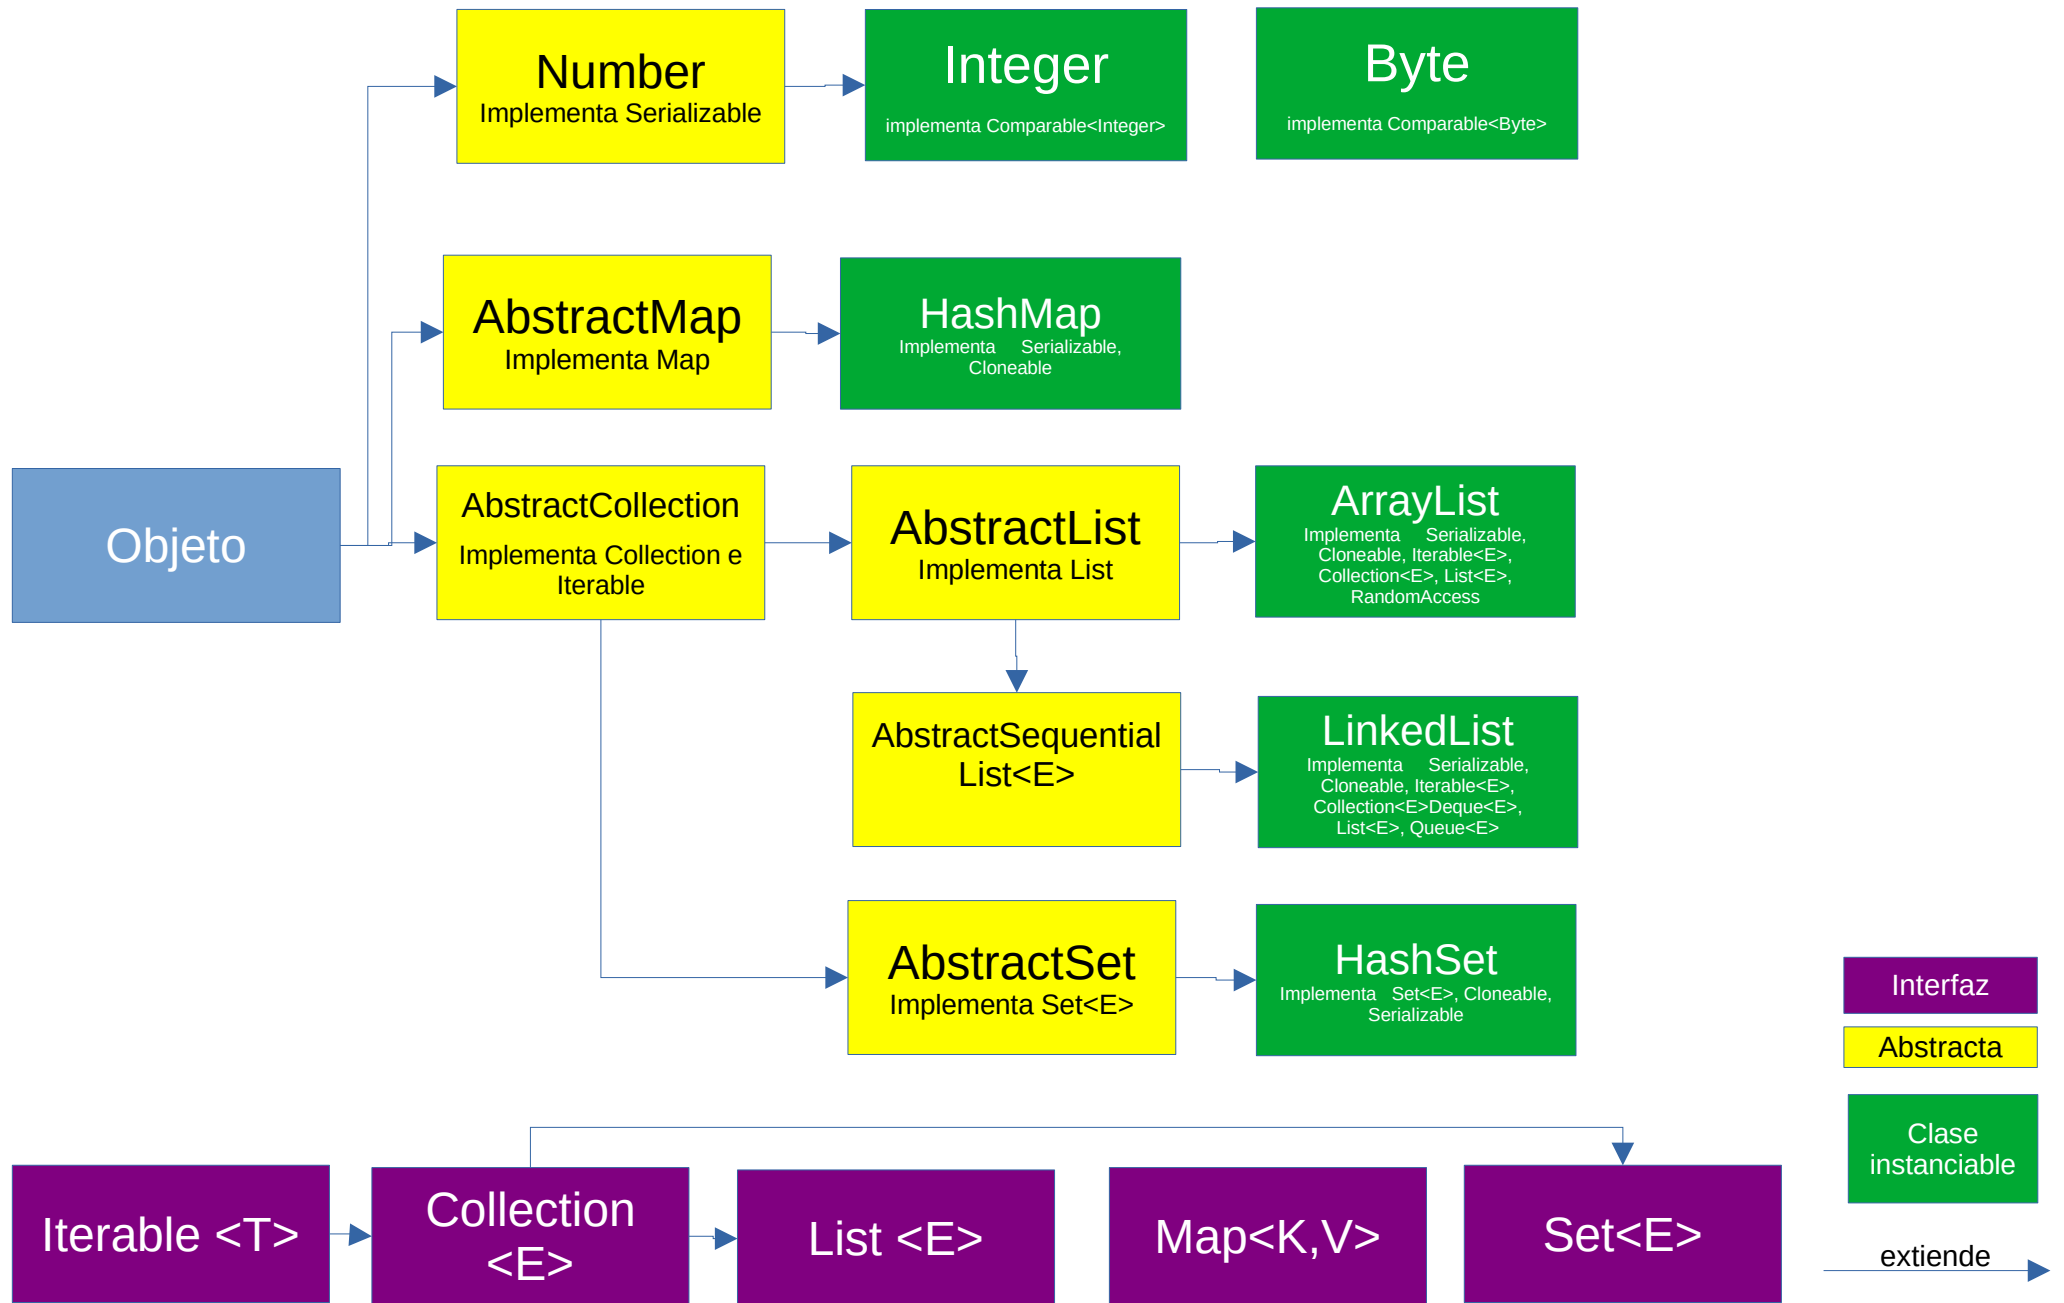 Number
Implementa Serializable
Integer
implementa Comparable<Integer>
Byte
implementa Comparable<Byte>
AbstractMap
Implementa Map
HashMap
Implementa Serializable,
Cloneable
Objeto
AbstractCollection
Implementa Collection e
Iterable
AbstractList
Implementa List
ArrayList
Implementa Serializable,
Cloneable, Iterable<E>,
Collection<E>, List<E>,
RandomAccess
AbstractSequential
List<E>
LinkedList
Implementa Serializable,
Cloneable, Iterable<E>,
Collection<E>Deque<E>,
List<E>, Queue<E>
AbstractSet
Implementa Set<E>
HashSet
Implementa Set<E>, Cloneable,
Serializable
Interfaz
Abstracta
Clase
instanciable
extiende
Iterable <T>
Collection
<E>
List <E>
Map<K,V>
Set<E>